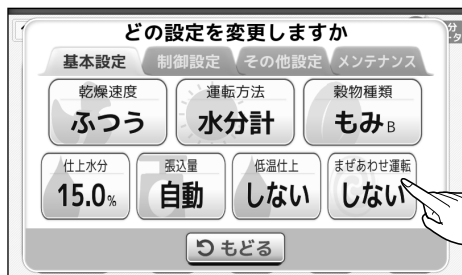 どの設定を変更しますか
基本設定 制御設定 その他設定 メンテナンス
乾燥速度 運転方法 穀物種類
ふつう 水分計 もみB
仕上水分 張込量 低温仕上 まぜあわせ運転
15.0% 自動 しない しない
もどる